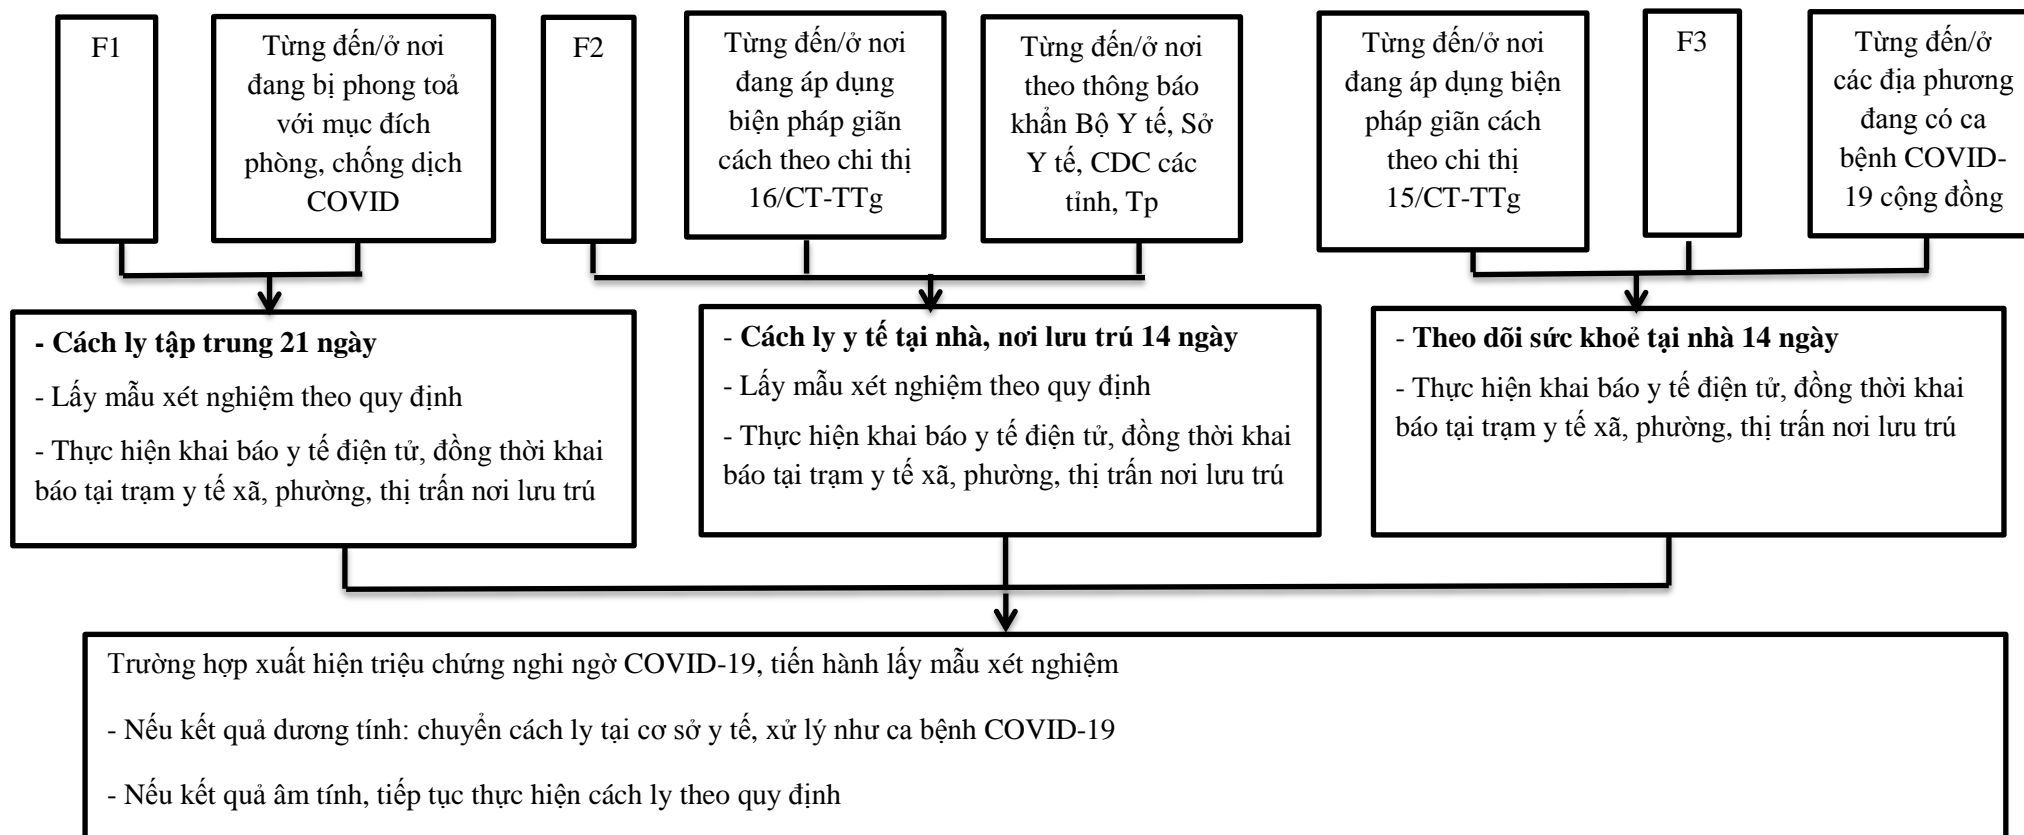 F1
Từng đến/ở nơi
đang bị phong toả
với mục đích
phòng, chống dịch
COVID
F2
Từng đến/ở nơi
đang áp dụng
biện pháp giãn
cách theo chi thị
16/CT-TTg
Từng đến/ở nơi
theo thông báo
khẩn Bộ Y tế, Sở
Y tế, CDC các
tỉnh, Tp
Từng đến/ở nơi
đang áp dụng biện
pháp giãn cách
theo chi thị
15/CT-TTg
F3
Từng đến/ở
các địa phương
đang có ca
bệnh COVID-
19 cộng đồng
- Cách ly tập trung 21 ngày
- Lấy mẫu xét nghiệm theo quy định
- Thực hiện khai báo y tế điện tử, đồng thời khai
báo tại trạm y tế xã, phường, thị trấn nơi lưu trú
- Cách ly y tế tại nhà, nơi lưu trú 14 ngày
- Lấy mẫu xét nghiệm theo quy định
- Thực hiện khai báo y tế điện tử, đồng thời khai
báo tại trạm y tế xã, phường, thị trấn nơi lưu trú
- Theo dõi sức khoẻ tại nhà 14 ngày
- Thực hiện khai báo y tế điện tử, đồng thời khai
báo tại trạm y tế xã, phường, thị trấn nơi lưu trú
Trường hợp xuất hiện triệu chứng nghi ngờ COVID-19, tiến hành lấy mẫu xét nghiệm
- Nếu kết quả dương tính: chuyển cách ly tại cơ sở y tế, xử lý như ca bệnh COVID-19
- Nếu kết quả âm tính, tiếp tục thực hiện cách ly theo quy định